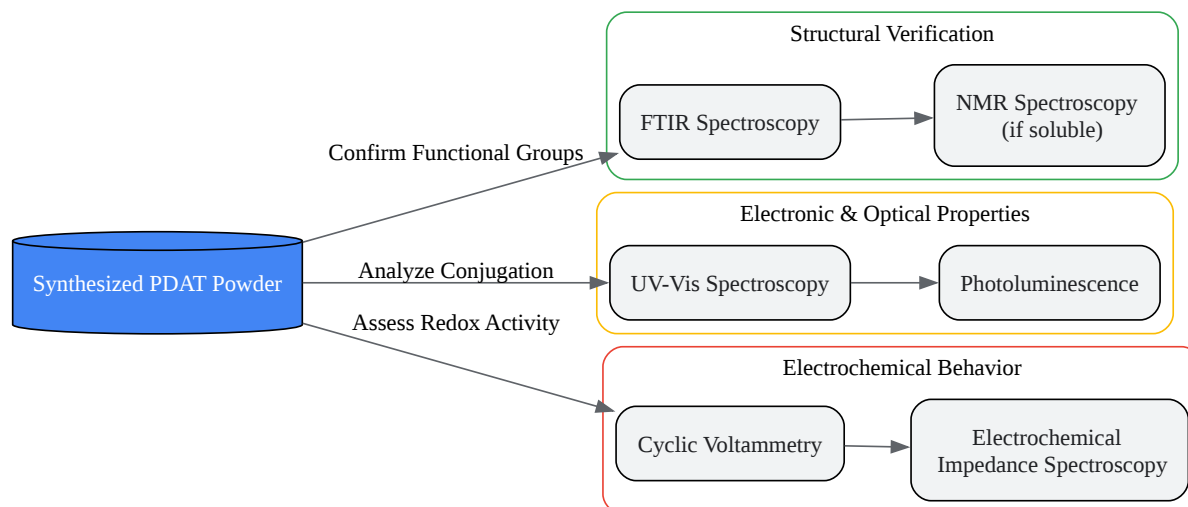 Structural Verification
FTIR Spectroscopy
NMR Spectroscopy
(if soluble)
Confirm Functional Groups
Electronic & Optical Properties
Synthesized PDAT Powder
Analyze Conjugation
UV-Vis Spectroscopy
Photoluminescence
Assess Redox Activity
Electrochemical Behavior
Cyclic Voltammetry
Electrochemical
Impedance Spectroscopy